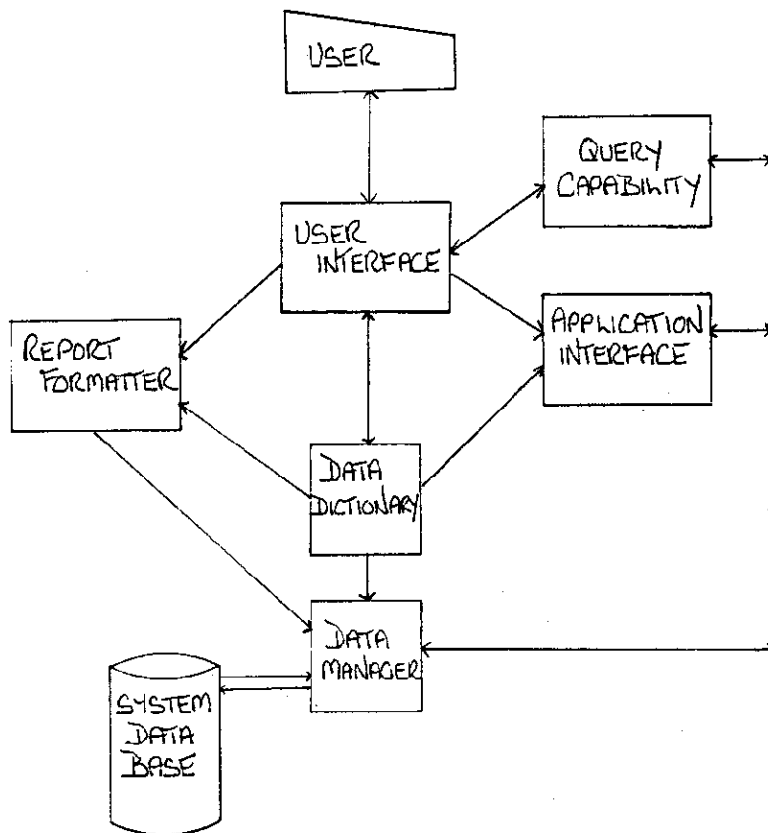 USER
QUERY
CAPABILITY
USER
INTERFACE
APPLICATION
INTERFACE
REPORT
FORMATTER
DATA
DICTIONARY
DATA
MANAGER
SYSTEM
DATA
BASE